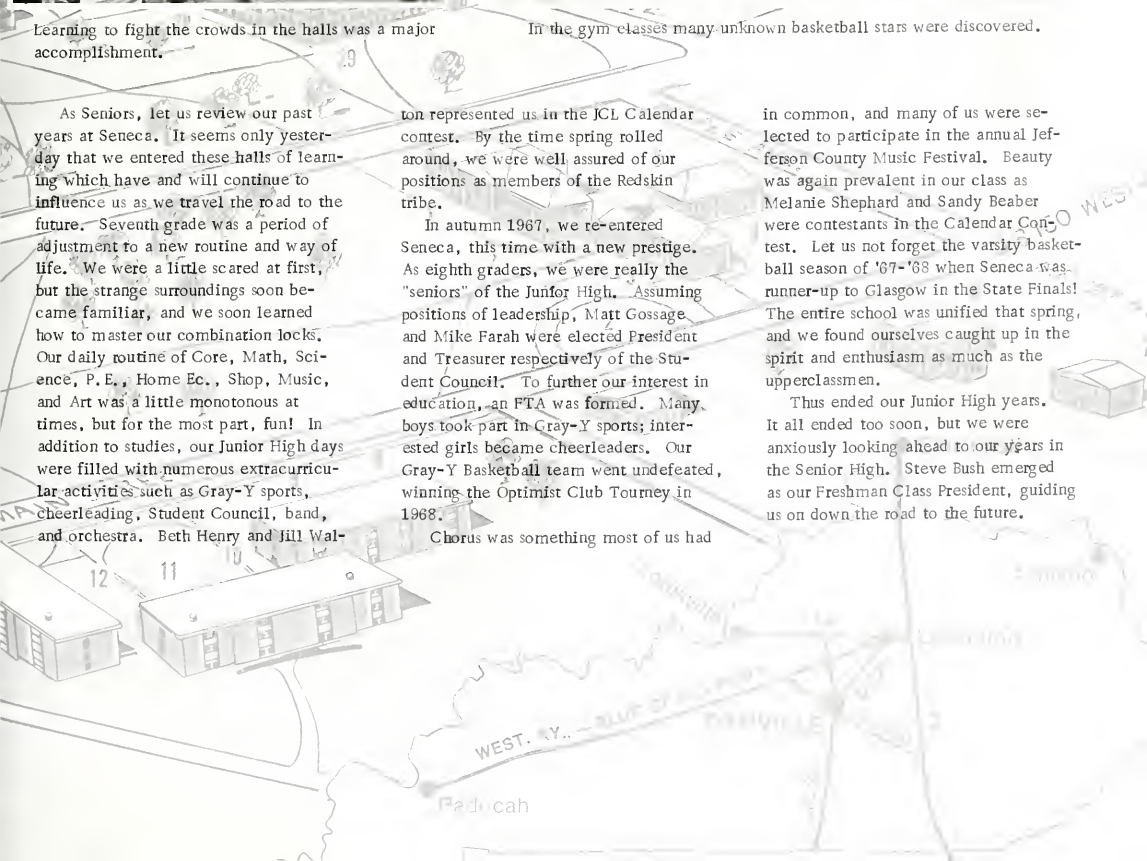 Learning to fight the crowds in the halls was a major
accomplishment.
In the gym classes many unknown basketball stars were discovered.
As Seniors, let us review our past
years at Seneca. It seems only yester-
day that we entered these halls of learn-
ing which have and will continue to
influence us as we travel the road to the
future. Seventh grade was a period of
adjustment to a new routine and way of
life. We were a little scared at first,
but the strange surroundings soon be-
came familiar, and we soon learned
how to master our combination locks.
Our daily routine of Core, Math, Sci-
ence, P.E., Home Ec., Shop, Music,
and Art was a little monotonous at
times, but for the most part, fun! In
addition to studies, our Junior High days
were filled with numerous extracurricu-
lar activities such as Gray-Y sports,
cheerleading, Student Council, band,
and orchestra. Beth Henry and Jill Wal-
ton represented us in the JCL Calendar
contest. By the time spring rolled
around, we were well assured of our
positions as members of the Redskin
tribe.
In autumn 1967, we re-entered
Seneca, this time with a new prestige.
As eighth graders, we were really the
"seniors" of the Junior High. Assuming
positions of leadership, Matt Gossage
and Mike Farah were elected President
and Treasurer respectively of the Stu-
dent Council. To further our interest in
education, an FTA was formed. Many
boys took part in Gray-Y sports; inter-
ested girls became cheerleaders. Our
Gray-Y Basketball team went undefeated,
winning the Optimist Club Tourney in
1968.
Chorus was something most of us had
in common, and many of us were se-
lected to participate in the annual Jef-
ferson County Music Festival. Beauty
was again prevalent in our class as
Melanie Shephard and Sandy Beaber
were contestants in the Calendar Con-
test. Let us not forget the varsity basket-
ball season of '67-'68 when Seneca was
runner-up to Glasgow in the State Finals!
The entire school was unified that spring,
and we found ourselves caught up in the
spirit and enthusiasm as much as the
upperclassmen.
Thus ended our Junior High years.
It all ended too soon, but we were
anxiously looking ahead to our years in
the Senior High. Steve Bush emerged
as our Freshman Class President, guiding
us on down the road to the future.
12
11
10
WEST. KY.
Paducah